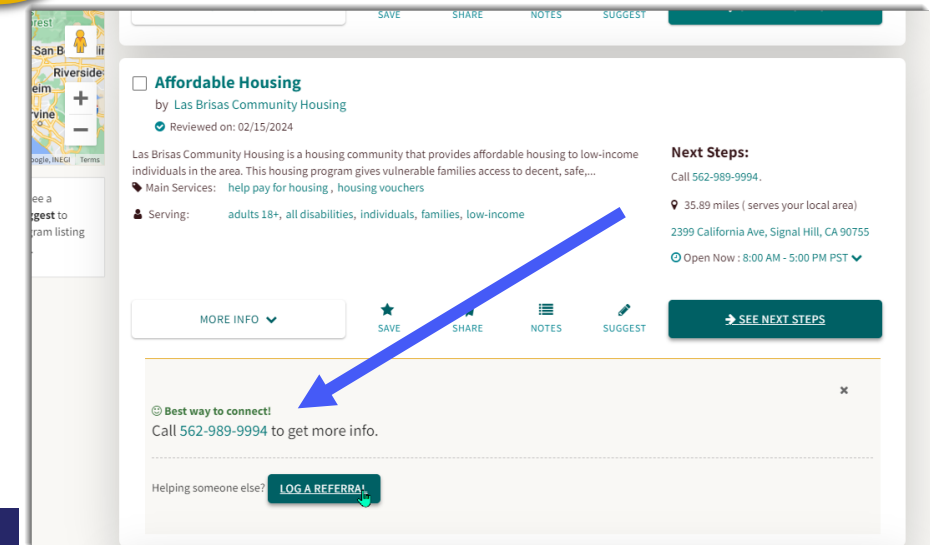 SAVE SHARE NOTES SUGGEST
San B
Riverside
eim
+
−
Terms
ee a
ggest to
ram listing
Affordable Housing
by Las Brisas Community Housing
Reviewed on: 02/15/2024
Las Brisas Community Housing is a housing community that provides affordable housing to low-income
individuals in the area. This housing program gives vulnerable families access to decent, safe,...
Main Services: help pay for housing , housing vouchers
Serving: adults 18+, all disabilities, individuals, families, low-income
Next Steps:
Call 562-989-9994.
35.89 miles ( serves your local area)
2399 California Ave, Signal Hill, CA 90755
Open Now : 8:00 AM - 5:00 PM PST
MORE INFO
SAVE SHARE NOTES SUGGEST
SEE NEXT STEPS
Best way to connect!
Call 562-989-9994 to get more info.
Helping someone else? LOG A REFERRAL